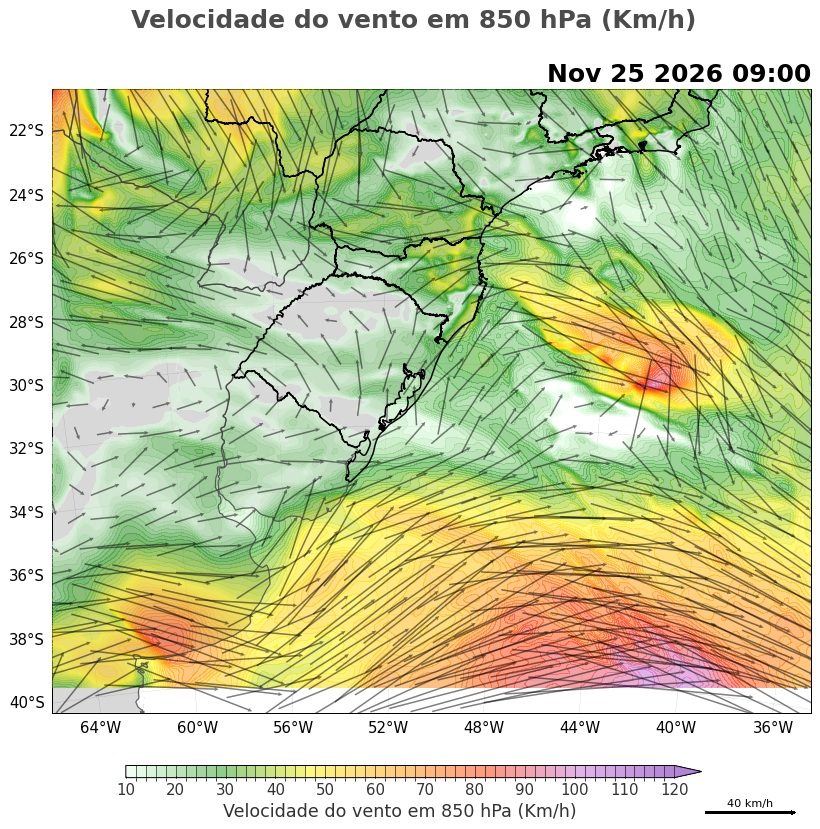 Velocidade do vento em 850 hPa (Km/h)
Nov 25 2026 09:00
22°S
24°S
26°S
28°S
30°S
32°S
34°S
36°S
38°S
40°S
64°W 60°W 56°W 52°W 48°W 44°W 40°W 36°W
10 20 30 40 50 60 70 80 90 100 110 120
Velocidade do vento em 850 hPa (Km/h)
40 km/h